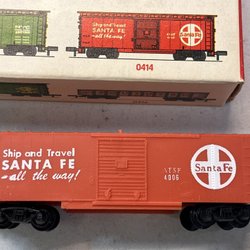 Ship and Travel
SANTA FE
—all the way!
Santa Fe
0414
Ship and Travel
SANTA FE
—all the way!
ATSF
4006
Santa Fe